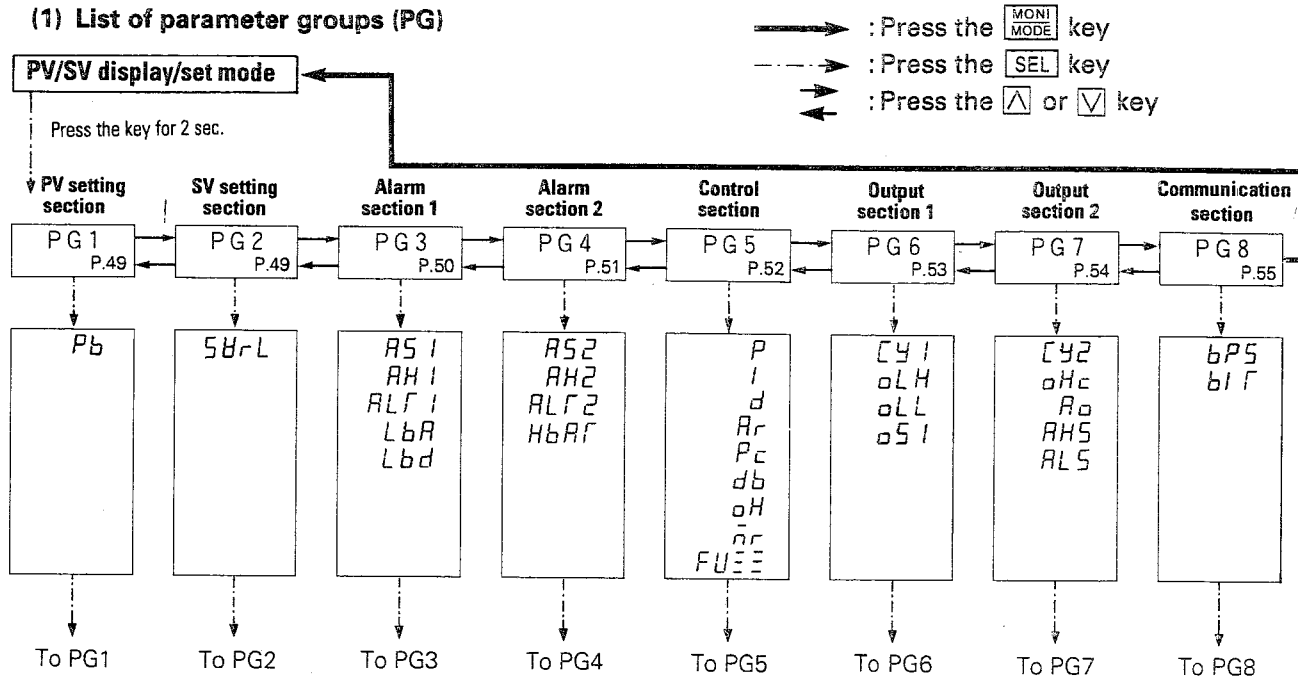 (1) List of parameter groups (PG)
: Press the MONI MODE key
: Press the SEL key
: Press the ∧ or ∨ key
PV/SV display/set mode
Press the key for 2 sec.
PV setting section
SV setting section
Alarm section 1
Alarm section 2
Control section
Output section 1
Output section 2
Communication section
PG1 P.49
PG2 P.49
PG3 P.50
PG4 P.51
PG5 P.52
PG6 P.53
PG7 P.54
PG8 P.55
Pb
SVrL
AS1
AH1
ALT1
LbA
Lbd
AS2
AH2
ALT2
HbAT
P
I
d
Ar
Pc
db
oH
FUZZ
CY1
oLH
oLL
oS1
CY2
oHc
Ao
AHS
ALS
bPS
bIT
To PG1
To PG2
To PG3
To PG4
To PG5
To PG6
To PG7
To PG8